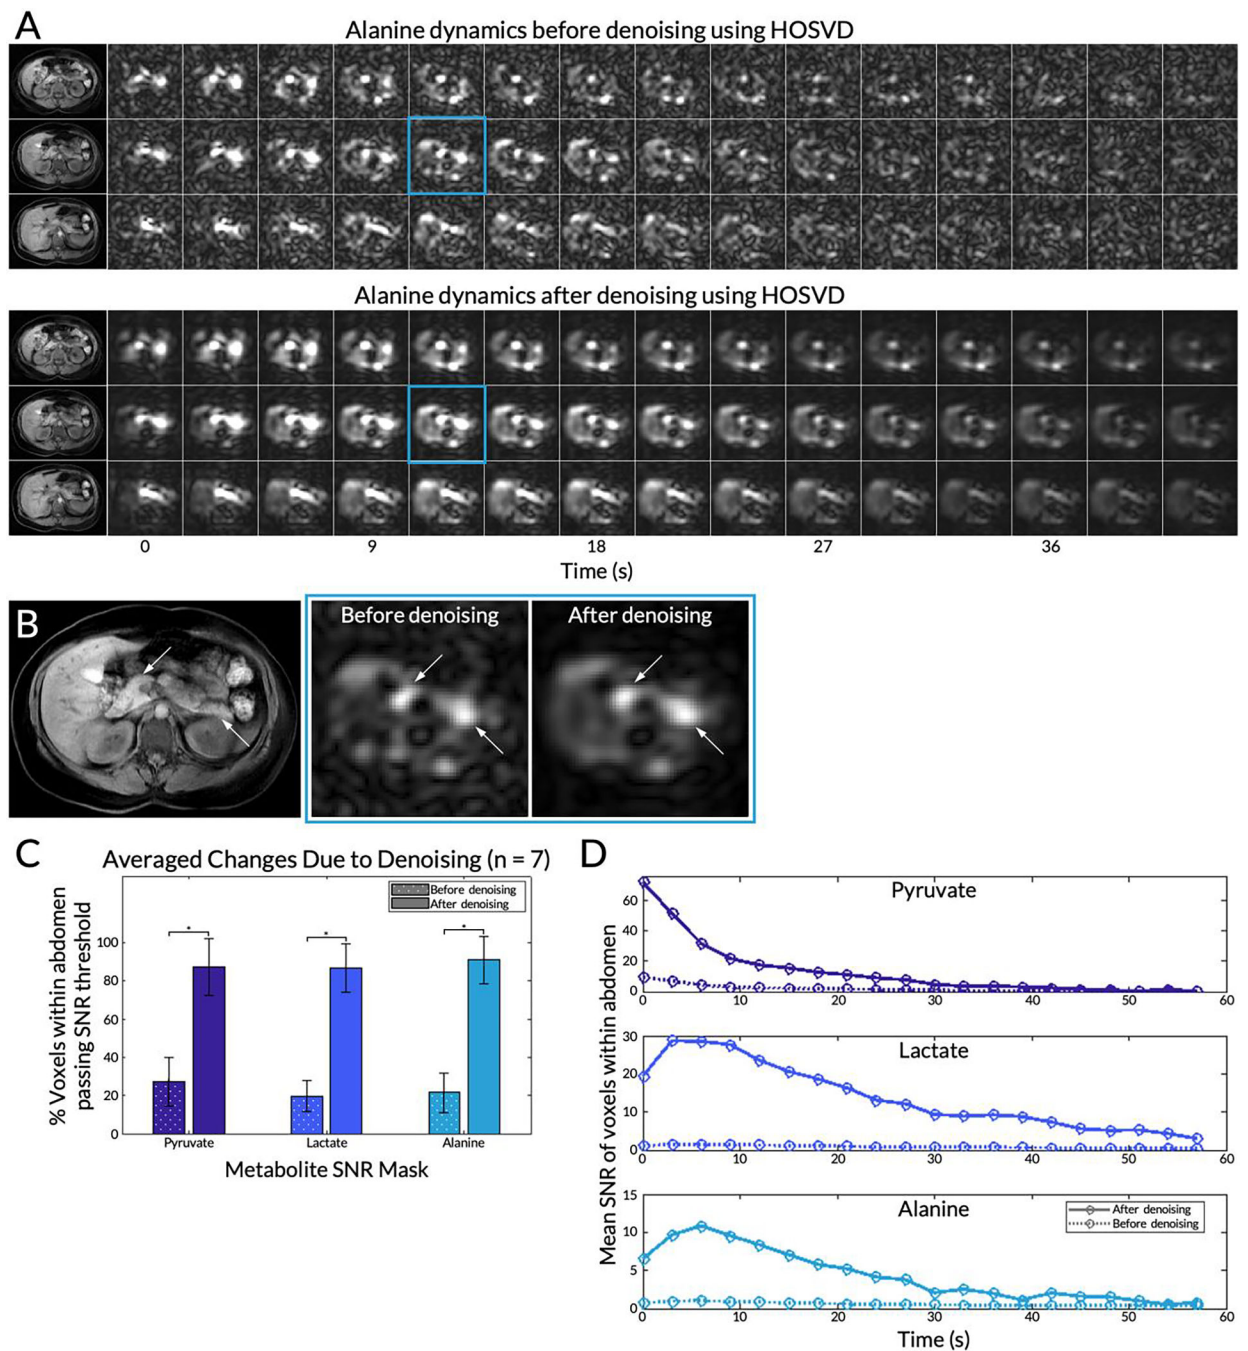 A
Alanine dynamics before denoising using HOSVD
Alanine dynamics after denoising using HOSVD
0 9 18 27 36
Time (s)
B
Before denoising
After denoising
C
Averaged Changes Due to Denoising (n = 7)
% Voxels within abdomen
passing SNR threshold
100
80
60
40
20
0
Before denoising
After denoising
*
*
*
Pyruvate Lactate Alanine
Metabolite SNR Mask
D
Mean SNR of voxels within abdomen
Pyruvate
60
40
20
0
0 10 20 30 40 50 60
Lactate
30
20
10
0
0 10 20 30 40 50 60
Alanine
After denoising
Before denoising
15
10
5
0
0 10 20 30 40 50 60
Time (s)